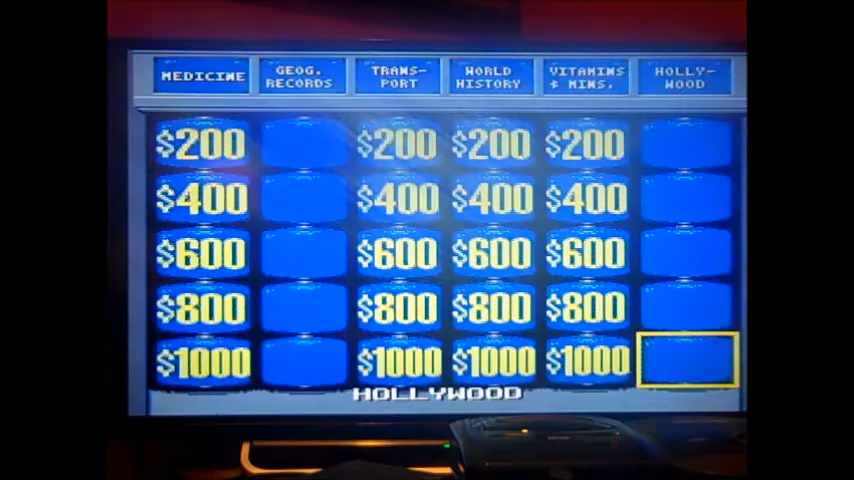 MEDICINE
GEOG.
RECORDS
TRANS-
PORT
WORLD
HISTORY
VITAMINS
& MINS.
HOLLY-
WOOD
$200 $200 $200 $200
$400 $400 $400 $400
$600 $600 $600 $600
$800 $800 $800 $800
$1000 $1000 $1000 $1000
HOLLYWOOD